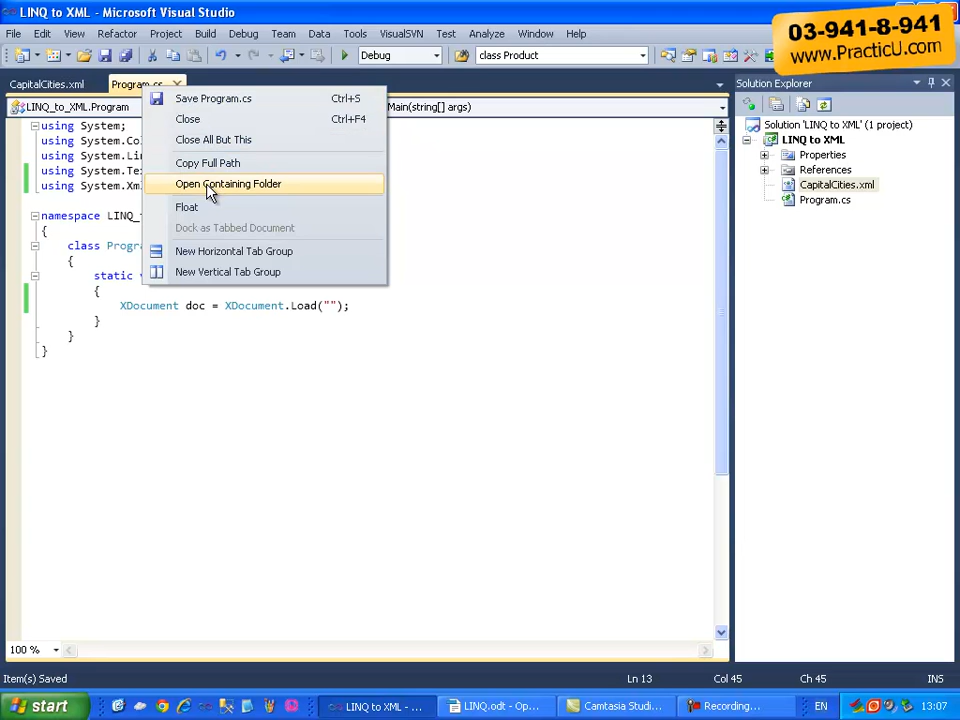 LINQ to XML - Microsoft Visual Studio
03-941-8-941
www.PracticU.com
File Edit View Refactor Project Build Debug Team Data Tools VisualSVN Test Analyze Window Help
Debug
class Product
CapitalCities.xml
Program.cs
Solution Explorer
LINQ_to_XML.Program
Main(string[] args)
Save Program.cs Ctrl+S
Close Ctrl+F4
Close All But This
Copy Full Path
Open Containing Folder
Float
Dock as Tabbed Document
New Horizontal Tab Group
New Vertical Tab Group
using System;
using System.Co
using System.Lin
using System.Te
using System.Xm
namespace LINQ_
{
class Progr
{
static
{
XDocument doc = XDocument.Load("");
}
}
}
Solution 'LINQ to XML' (1 project)
LINQ to XML
Properties
References
CapitalCities.xml
Program.cs
100 %
Item(s) Saved
Ln 13
Col 45
Ch 45
INS
start
LINQ to XML - ...
LINQ.odt - Ope...
Camtasia Studi...
Recording...
EN
13:07